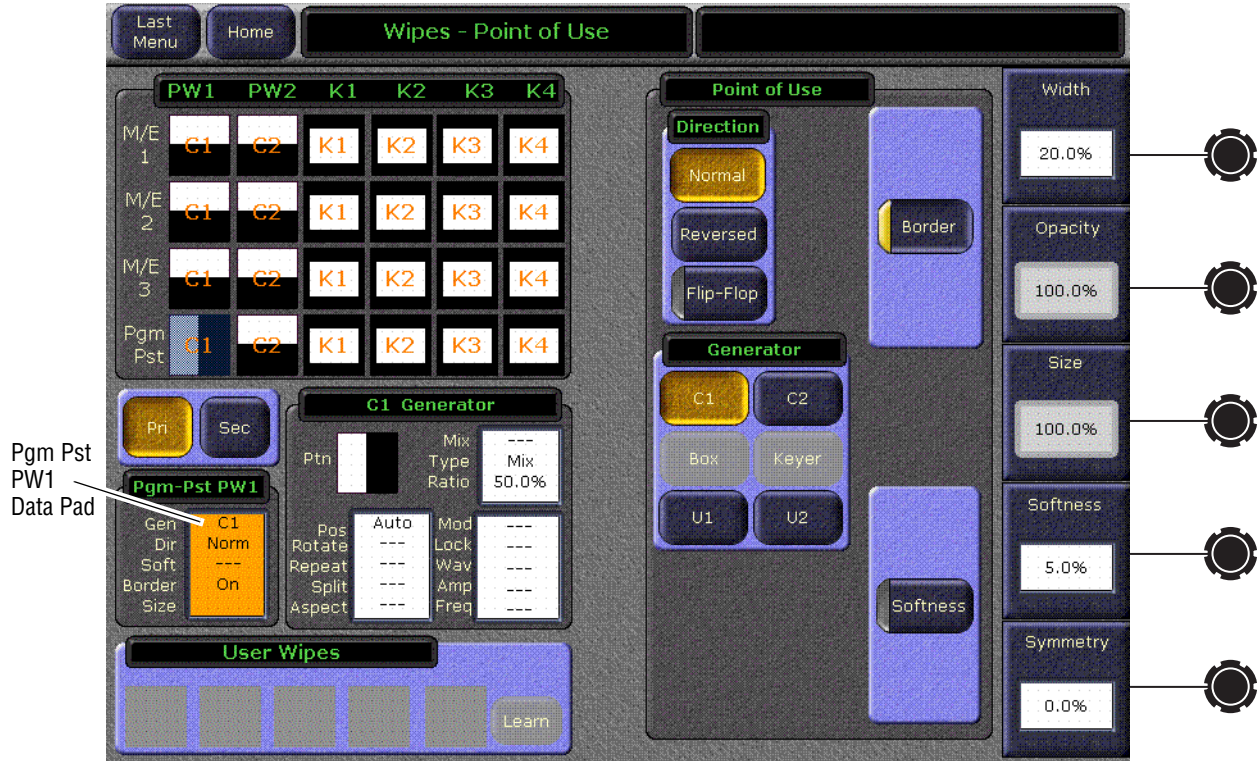 Last
Menu
Home
Wipes - Point of Use
PW1 PW2 K1 K2 K3 K4
M/E
1
C1 C2 K1 K2 K3 K4
M/E
2
C1 C2 K1 K2 K3 K4
M/E
3
C1 C2 K1 K2 K3 K4
Pgm
Pst
C1 C2 K1 K2 K3 K4
Pri
Sec
Pgm Pst
PW1
Data Pad
Pgm-Pst PW1
Gen C1
Dir Norm
Soft ---
Border On
Size
C1 Generator
Ptn
Mix ---
Type Mix
Ratio 50.0%
Pos Auto
Rotate ---
Repeat ---
Split ---
Aspect ---
Mod ---
Lock ---
Wav ---
Amp ---
Freq ---
User Wipes
Learn
Point of Use
Direction
Normal
Reversed
Flip-Flop
Generator
C1 C2
Box Keyer
U1 U2
Border
Softness
Width
20.0%
Opacity
100.0%
Size
100.0%
Softness
5.0%
Symmetry
0.0%